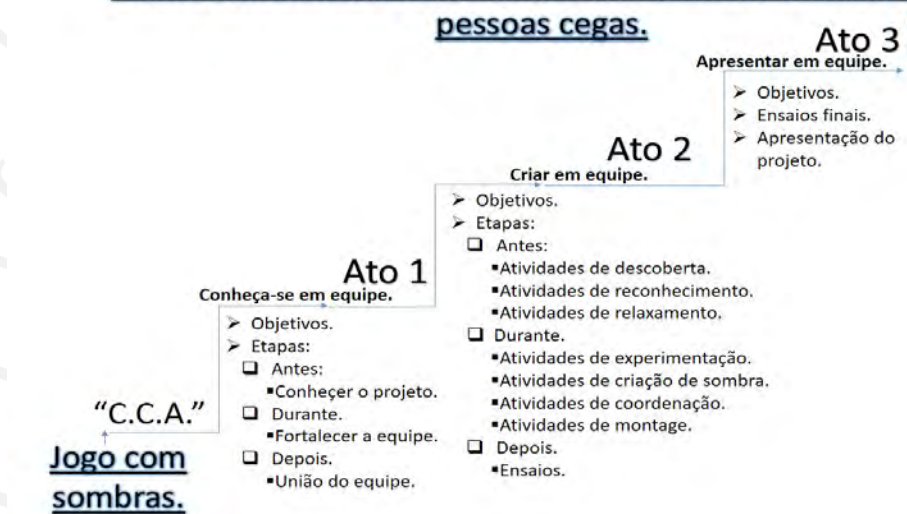 pessoas cegas.
Ato 3
Apresentar em equipe.
➢ Objetivos.
➢ Ensaios finais.
➢ Apresentação do
projeto.
Ato 2
Criar em equipe.
➢ Objetivos.
➢ Etapas:
❑ Antes:
▪Atividades de descoberta.
▪Atividades de reconhecimento.
▪Atividades de relaxamento.
❑ Durante.
▪Atividades de experimentação.
▪Atividades de criação de sombra.
▪Atividades de coordenação.
▪Atividades de montage.
❑ Depois.
▪Ensaios.
Ato 1
Conheça-se em equipe.
➢ Objetivos.
➢ Etapas:
❑ Antes:
▪Conheçer o projeto.
❑ Durante.
▪Fortalecer a equipe.
❑ Depois.
▪União do equipe.
“C.C.A.”
Jogo com
sombras.